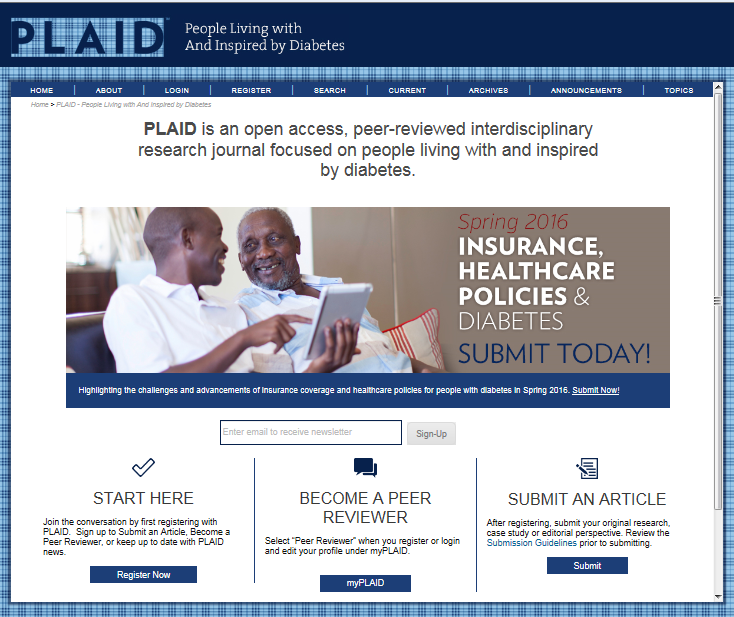 PLAID
People Living with
And Inspired by Diabetes
HOME ABOUT LOGIN REGISTER SEARCH CURRENT ARCHIVES ANNOUNCEMENTS TOPICS
Home > PLAID - People Living with And Inspired by Diabetes
PLAID is an open access, peer-reviewed interdisciplinary
research journal focused on people living with and inspired
by diabetes.
Spring 2016
INSURANCE,
HEALTHCARE
POLICIES &
DIABETES
SUBMIT TODAY!
Highlighting the challenges and advancements of insurance coverage and healthcare policies for people with diabetes in Spring 2016. Submit Now!
Enter email to receive newsletter
Sign-Up
START HERE
Join the conversation by first registering with
PLAID. Sign up to Submit an Article, Become a
Peer Reviewer, or keep up to date with PLAID
news.
Register Now
BECOME A PEER
REVIEWER
Select "Peer Reviewer" when you register or login
and edit your profile under myPLAID.
myPLAID
SUBMIT AN ARTICLE
After registering, submit your original research,
case study or editorial perspective. Review the
Submission Guidelines prior to submitting.
Submit